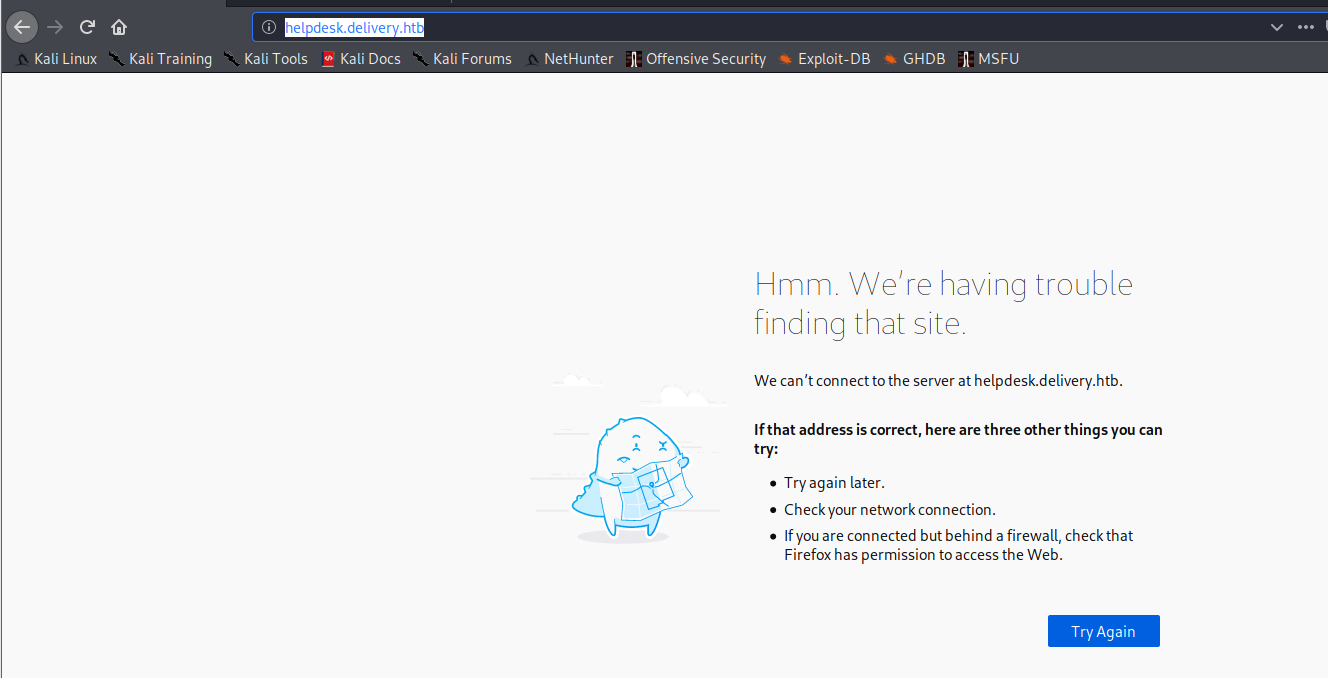 helpdesk.delivery.htb
Kali Linux Kali Training Kali Tools Kali Docs Kali Forums NetHunter Offensive Security Exploit-DB GHDB MSFU
Hmm. We’re having trouble
finding that site.
We can’t connect to the server at helpdesk.delivery.htb.
If that address is correct, here are three other things you can
try:
• Try again later.
• Check your network connection.
• If you are connected but behind a firewall, check that
Firefox has permission to access the Web.
Try Again